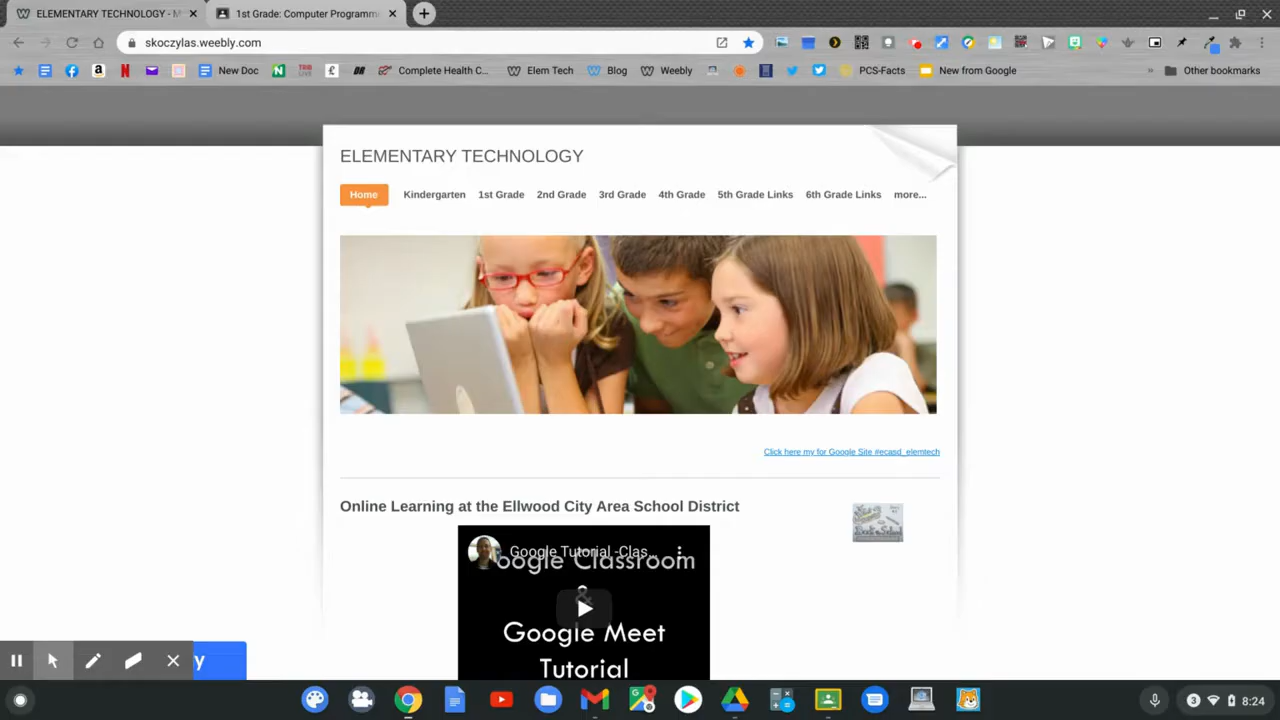 ELEMENTARY TECHNOLOGY - M
1st Grade: Computer Programm
skoczylas.weebly.com
New Doc
Complete Health C...
Elem Tech
Blog
Weebly
PCS-Facts
New from Google
Other bookmarks
ELEMENTARY TECHNOLOGY
Home Kindergarten 1st Grade 2nd Grade 3rd Grade 4th Grade 5th Grade Links 6th Grade Links more...
Click here my for Google Site #ecasd_elemtech
Online Learning at the Ellwood City Area School District
Google Tutorial -Clas...
oogle Classroom
&
Google Meet
Tutorial
y
3 8:24